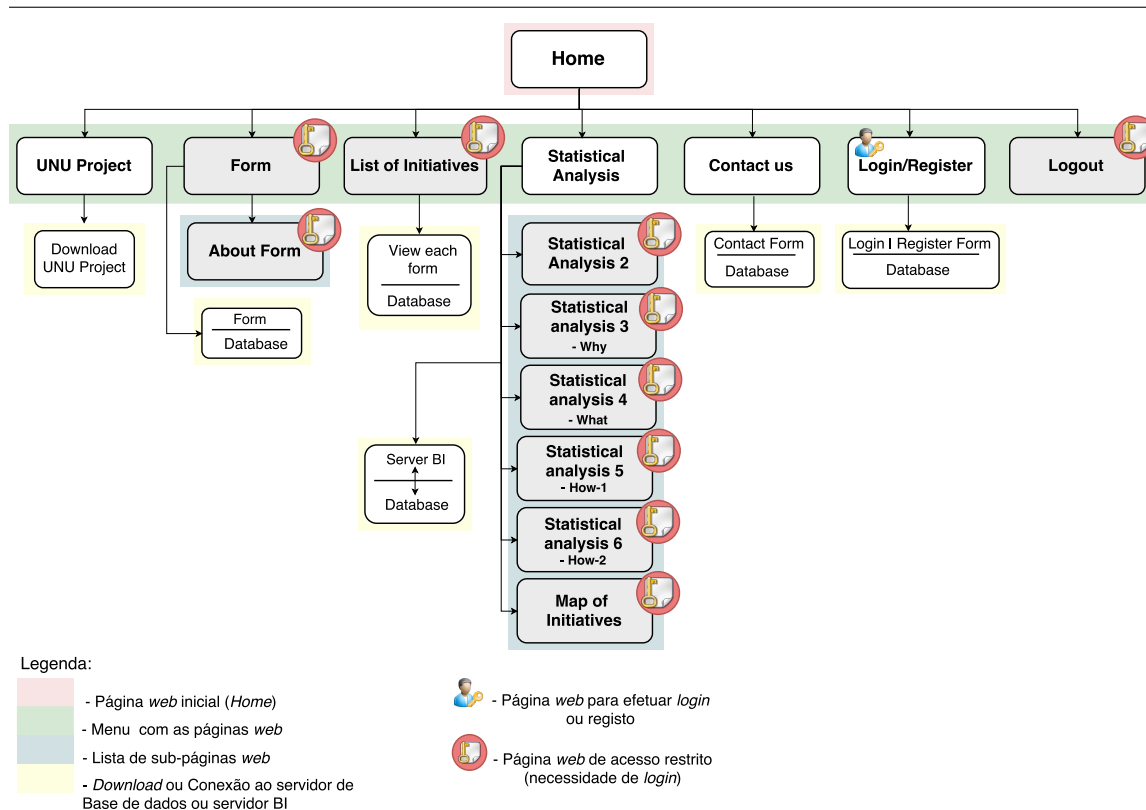 Home
UNU Project
Form
List of Initiatives
Statistical
Analysis
Contact us
Login/Register
Logout
Download
UNU Project
About Form
View each
form
Database
Statistical
Analysis 2
Contact Form
Database
Login I Register Form
Database
Form
Database
Statistical
analysis 3
- Why
Statistical
analysis 4
- What
Server BI
Database
Statistical
analysis 5
- How-1
Statistical
analysis 6
- How-2
Map of
Initiatives
Legenda:
- Página web inicial (Home)
- Menu com as páginas web
- Lista de sub-páginas web
- Download ou Conexão ao servidor de
Base de dados ou servidor BI
- Página web para efetuar login
ou registo
- Página web de acesso restrito
(necessidade de login)